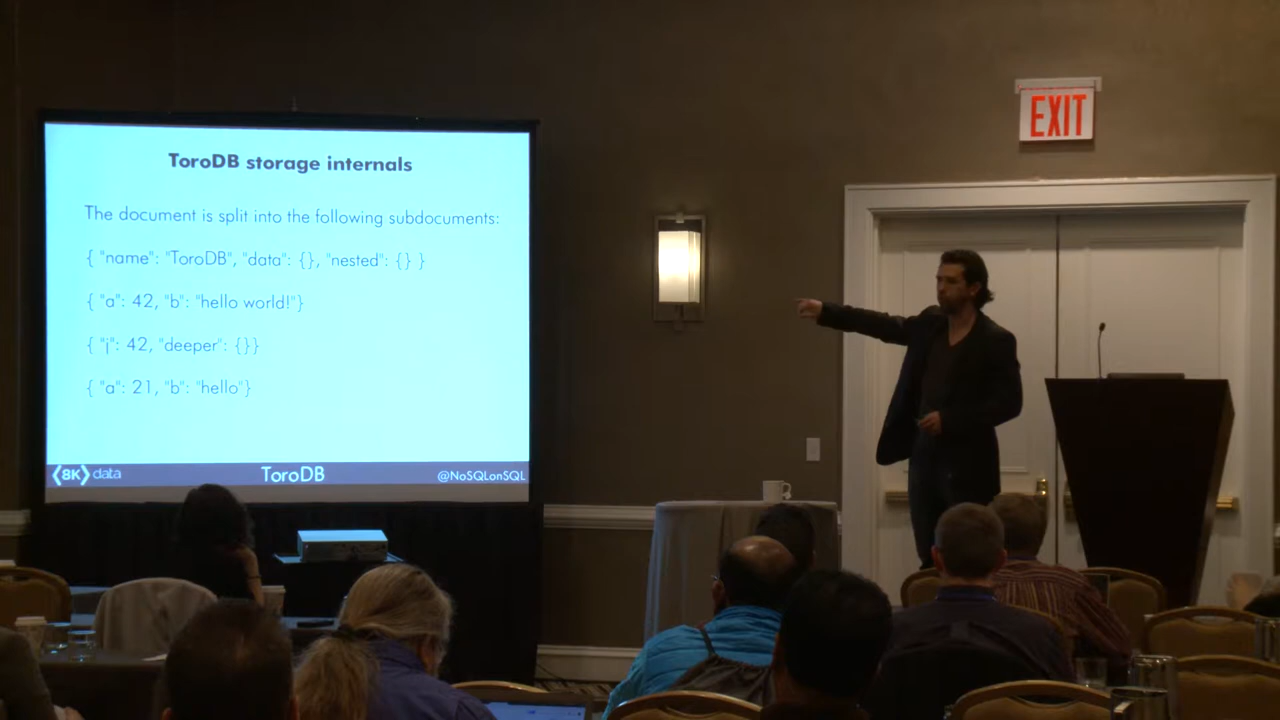 ToroDB storage internals
The document is split into the following subdocuments:
{ "name": "ToroDB", "data": {}, "nested": {} }
{ "a": 42, "b": "hello world!"}
{ "j": 42, "deeper": {}}
{ "a": 21, "b": "hello"}
⟨8K⟩ data ToroDB @NoSQLonSQL
EXIT